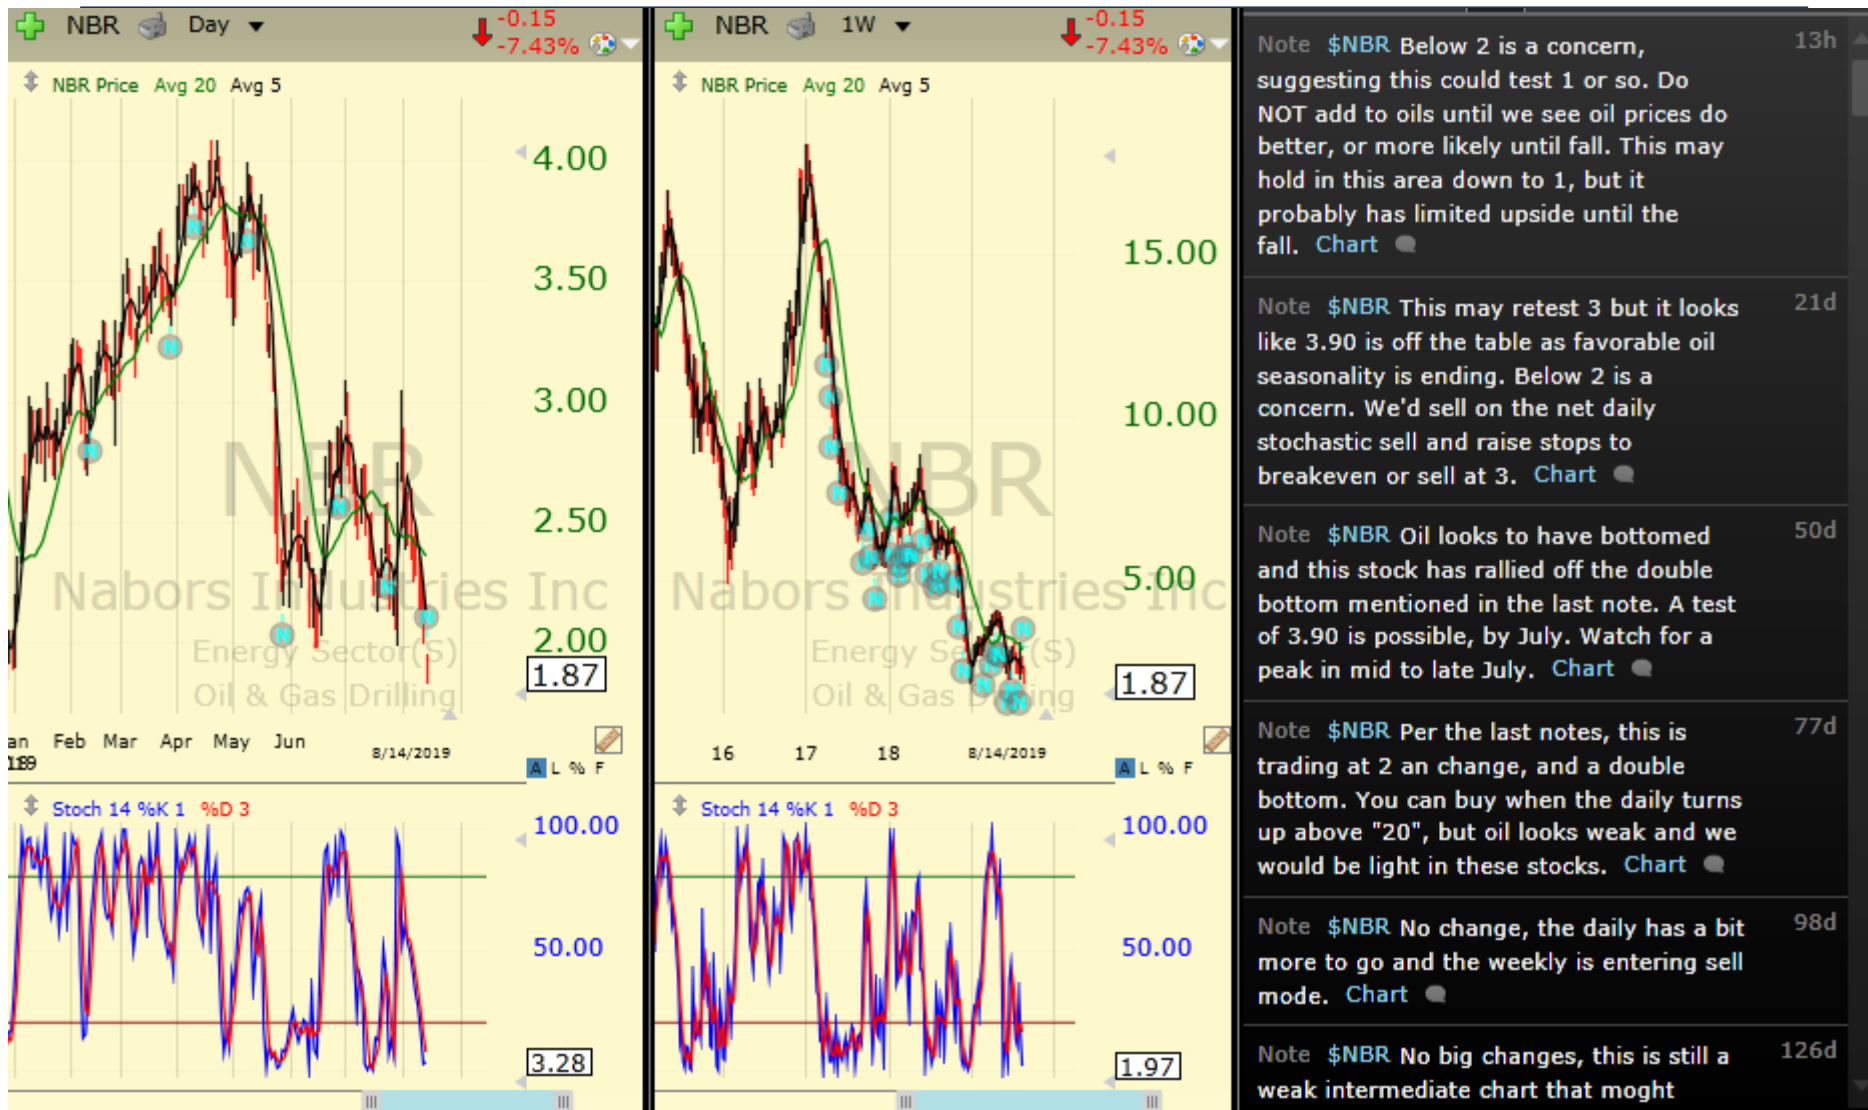 NBR Day
-0.15
-7.43%
NBR Price Avg 20 Avg 5
4.00
3.50
3.00
2.50
2.00
1.87
NBR
Nabors Industries Inc
Energy Sector(S)
Oil & Gas Drilling
Feb Mar Apr May Jun
8/14/2019
A L % F
Stoch 14 %K 1 %D 3
100.00
50.00
3.28
NBR 1W
-0.15
-7.43%
NBR Price Avg 20 Avg 5
15.00
10.00
5.00
1.87
NBR
Nabors Industries Inc
Energy Sector(S)
Oil & Gas Drilling
16 17 18 8/14/2019
A L % F
Stoch 14 %K 1 %D 3
100.00
50.00
1.97
Note $NBR Below 2 is a concern, 13h
suggesting this could test 1 or so. Do
NOT add to oils until we see oil prices do
better, or more likely until fall. This may
hold in this area down to 1, but it
probably has limited upside until the
fall. Chart
Note $NBR This may retest 3 but it looks 21d
like 3.90 is off the table as favorable oil
seasonality is ending. Below 2 is a
concern. We'd sell on the net daily
stochastic sell and raise stops to
breakeven or sell at 3. Chart
Note $NBR Oil looks to have bottomed 50d
and this stock has rallied off the double
bottom mentioned in the last note. A test
of 3.90 is possible, by July. Watch for a
peak in mid to late July. Chart
Note $NBR Per the last notes, this is 77d
trading at 2 an change, and a double
bottom. You can buy when the daily turns
up above "20", but oil looks weak and we
would be light in these stocks. Chart
Note $NBR No change, the daily has a bit 98d
more to go and the weekly is entering sell
mode. Chart
Note $NBR No big changes, this is still a 126d
weak intermediate chart that moght